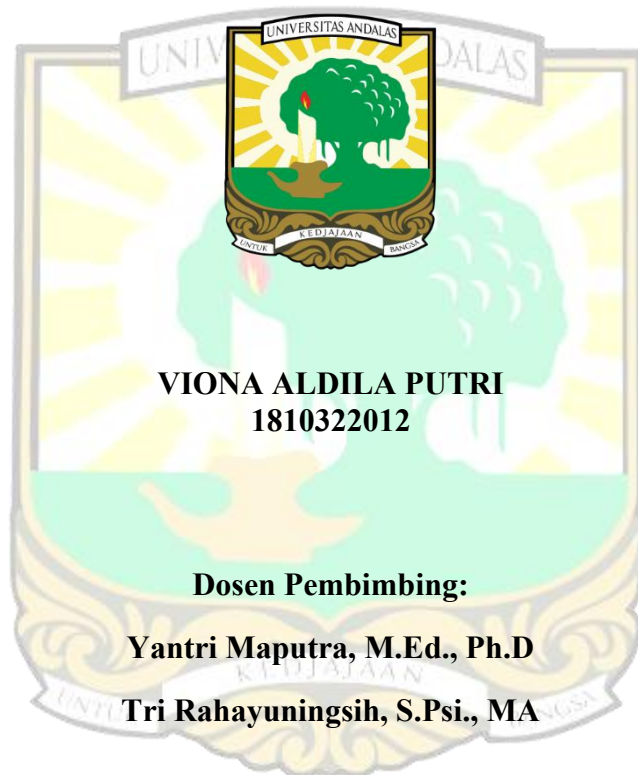 UNIVERSITAS ANDALAS
UNTUK KEDJAJAAN BANGSA
VIONA ALDILA PUTRI
1810322012
Dosen Pembimbing:
Yantri Maputra, M.Ed., Ph.D
Tri Rahayuningsih, S.Psi., MA